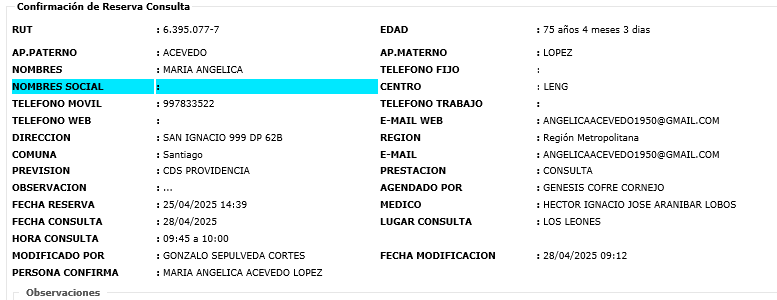 Confirmación de Reserva Consulta
RUT : 6.395.077-7 EDAD : 75 años 4 meses 3 dias
AP.PATERNO : ACEVEDO AP.MATERNO : LOPEZ
NOMBRES : MARIA ANGELICA TELEFONO FIJO :
NOMBRES SOCIAL : CENTRO : LENG
TELEFONO MOVIL : 997833522 TELEFONO TRABAJO :
TELEFONO WEB : E-MAIL WEB : ANGELICAACEVEDO1950@GMAIL.COM
DIRECCION : SAN IGNACIO 999 DP 62B REGION : Región Metropolitana
COMUNA : Santiago E-MAIL : ANGELICAACEVEDO1950@GMAIL.COM
PREVISION : CDS PROVIDENCIA PRESTACION : CONSULTA
OBSERVACION : ... AGENDADO POR : GENESIS COFRE CORNEJO
FECHA RESERVA : 25/04/2025 14:39 MEDICO : HECTOR IGNACIO JOSE ARANIBAR LOBOS
FECHA CONSULTA : 28/04/2025 LUGAR CONSULTA : LOS LEONES
HORA CONSULTA : 09:45 a 10:00
MODIFICADO POR : GONZALO SEPULVEDA CORTES FECHA MODIFICACION : 28/04/2025 09:12
PERSONA CONFIRMA : MARIA ANGELICA ACEVEDO LOPEZ
Observaciones